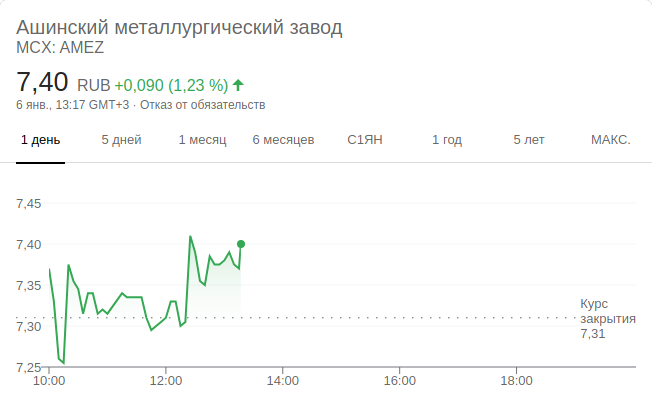 Ашинский металлургический завод
MCX: AMEZ
7,40 RUB +0,090 (1,23 %)
6 янв., 13:17 GMT+3 · Отказ от обязательств
1 день 5 дней 1 месяц 6 месяцев С1ЯН 1 год 5 лет МАКС.
7,45
7,40
7,35
Курс
закрытия
7,31
7,30
7,25
10:00 12:00 14:00 16:00 18:00